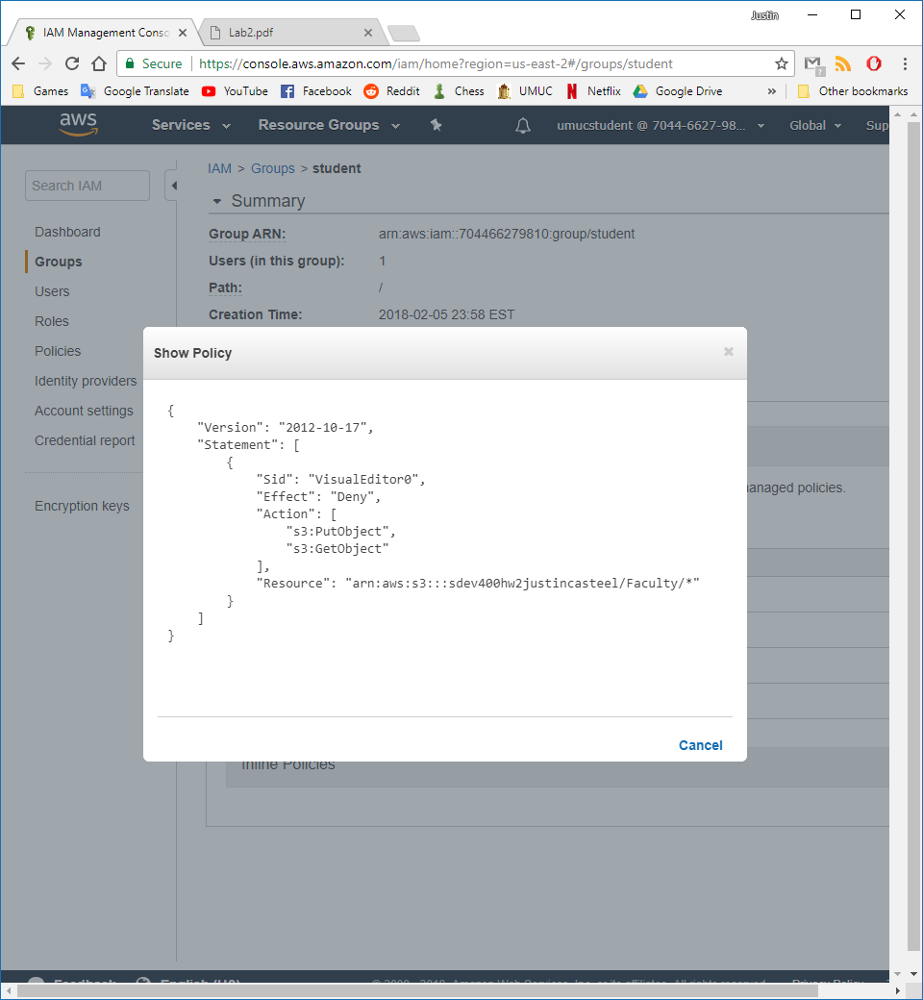 Justin
IAM Management Consc
Lab2.pdf
Secure
https://console.aws.amazon.com/iam/home?region=us-east-2#/groups/student
Games
Google Translate
YouTube
Facebook
Reddit
Chess
UMUC
Netflix
Google Drive
»
Other bookmarks
aws
Services
Resource Groups
umucstudent @ 7044-6627-98...
Global
Sup
Search IAM
Dashboard
Groups
Users
Roles
Policies
Identity providers
Account settings
Credential report
Encryption keys
IAM > Groups > student
Summary
Group ARN: arn:aws:iam::704466279810:group/student
Users (in this group): 1
Path: /
Creation Time: 2018-02-05 23:58 EST
Show Policy
{
    "Version": "2012-10-17",
    "Statement": [
        {
            "Sid": "VisualEditor0",
            "Effect": "Deny",
            "Action": [
                "s3:PutObject",
                "s3:GetObject"
            ],
            "Resource": "arn:aws:s3:::sdev400hw2justincasteel/Faculty/*"
        }
    ]
}
Cancel
anaged policies.
Inline Policies
Feedback
English (US)